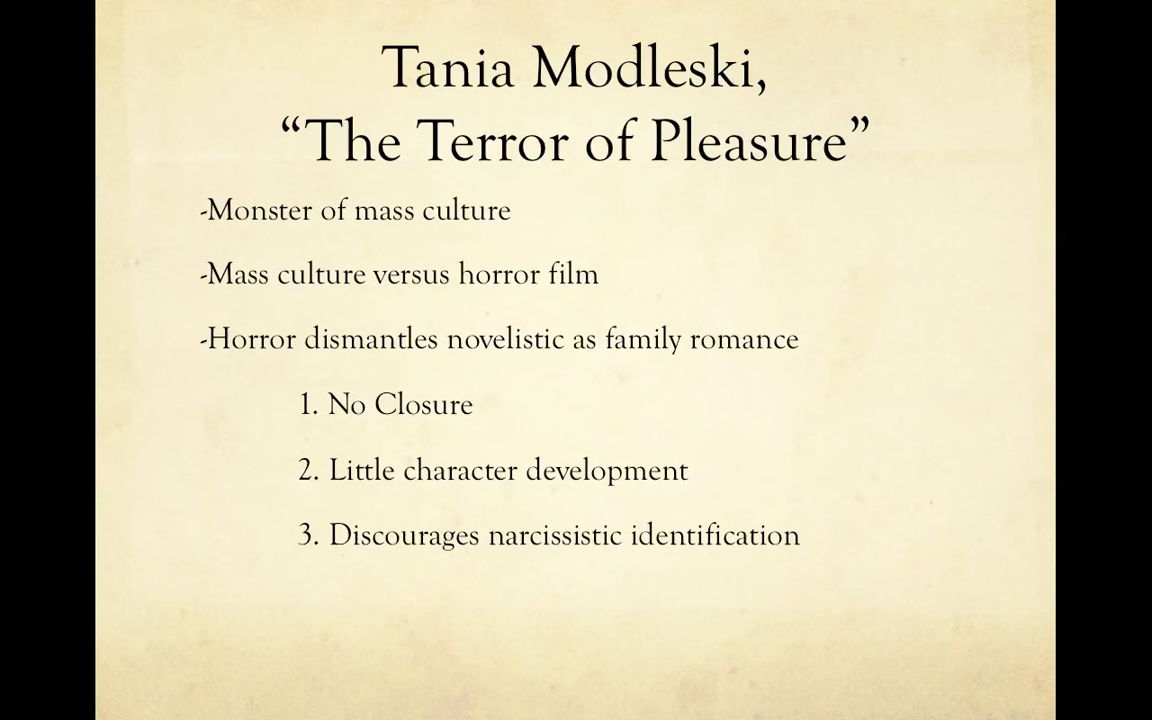 Tania Modleski,
“The Terror of Pleasure”
-Monster of mass culture
-Mass culture versus horror film
-Horror dismantles novelistic as family romance
1. No Closure
2. Little character development
3. Discourages narcissistic identification